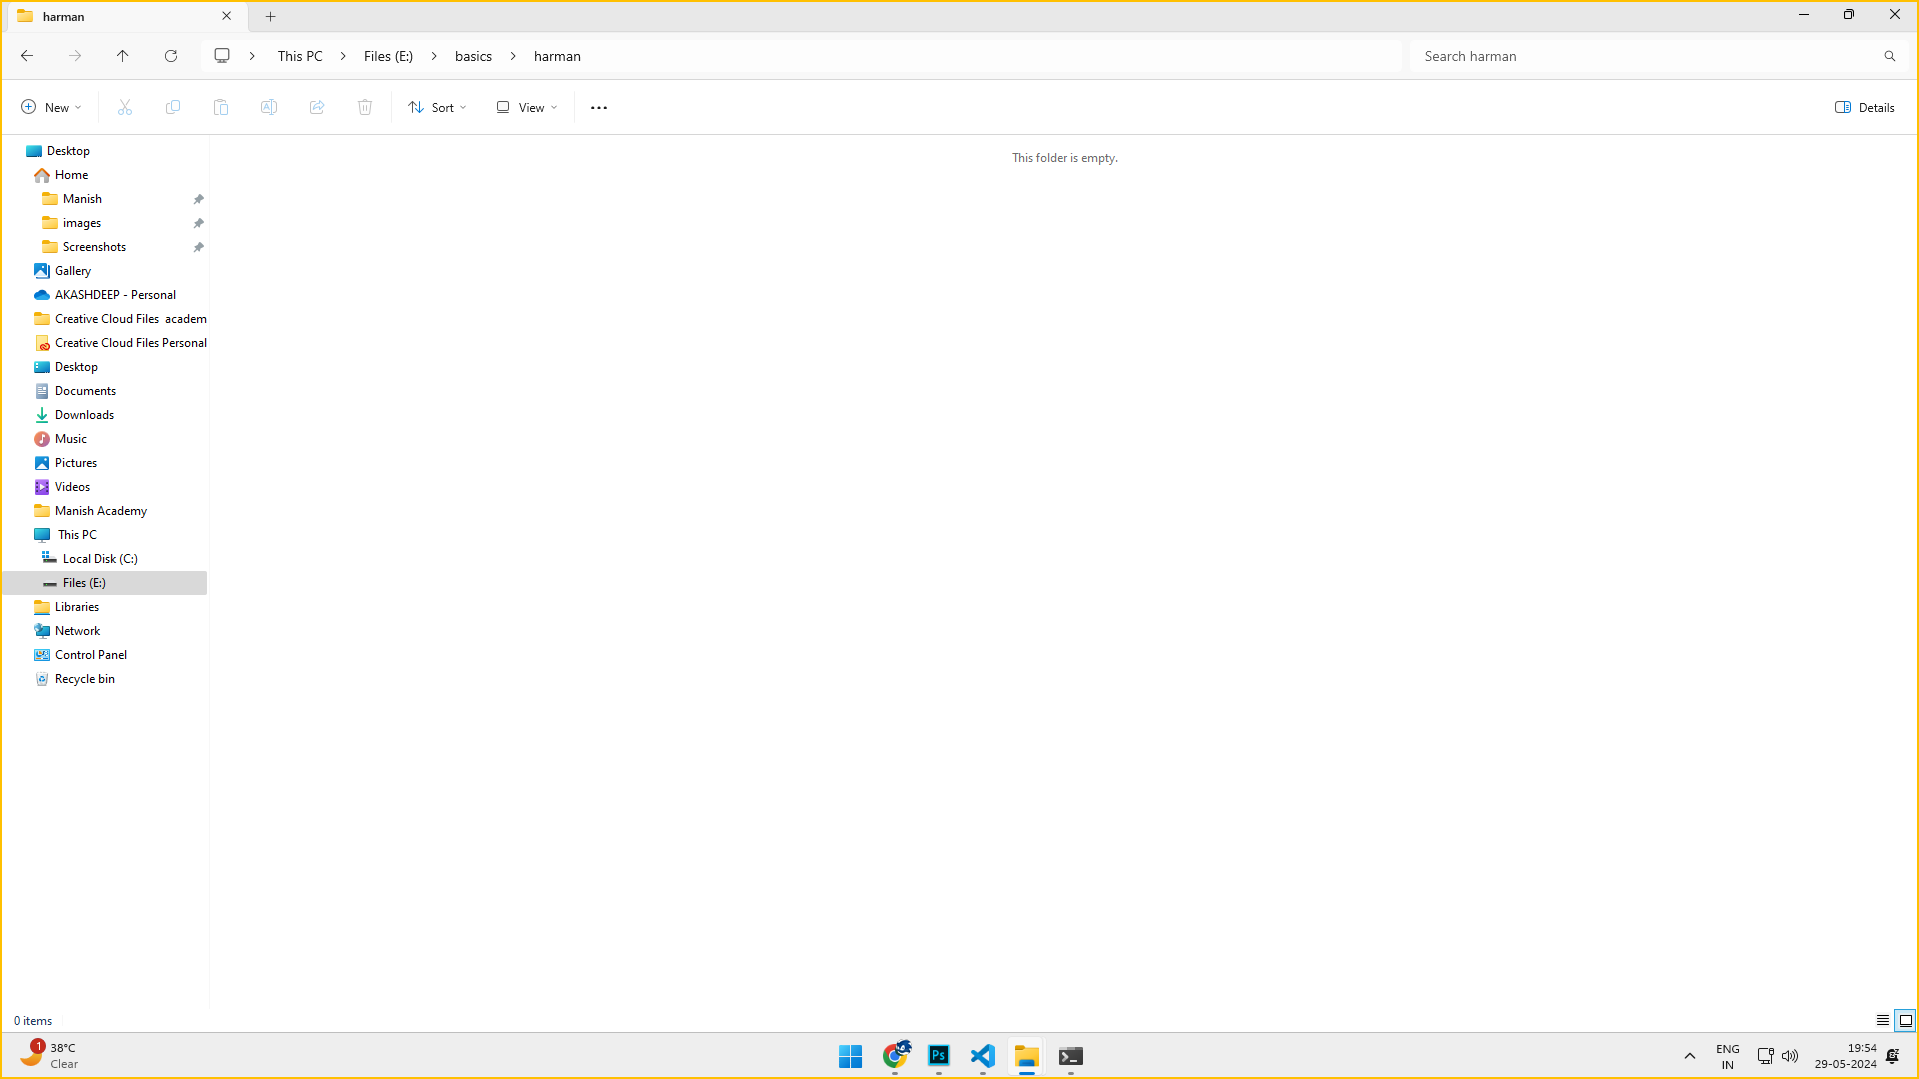 harman
This PC
Files (E:)
basics
harman
Search harman
New
Sort
View
Details
Desktop
Home
Manish
images
Screenshots
Gallery
AKASHDEEP - Personal
Creative Cloud Files  academ
Creative Cloud Files Personal
Desktop
Documents
Downloads
Music
Pictures
Videos
Manish Academy
This PC
Local Disk (C:)
Files (E:)
Libraries
Network
Control Panel
Recycle bin
This folder is empty.
0 items
1
38°C
Clear
Ps
ENG
IN
19:54
29-05-2024